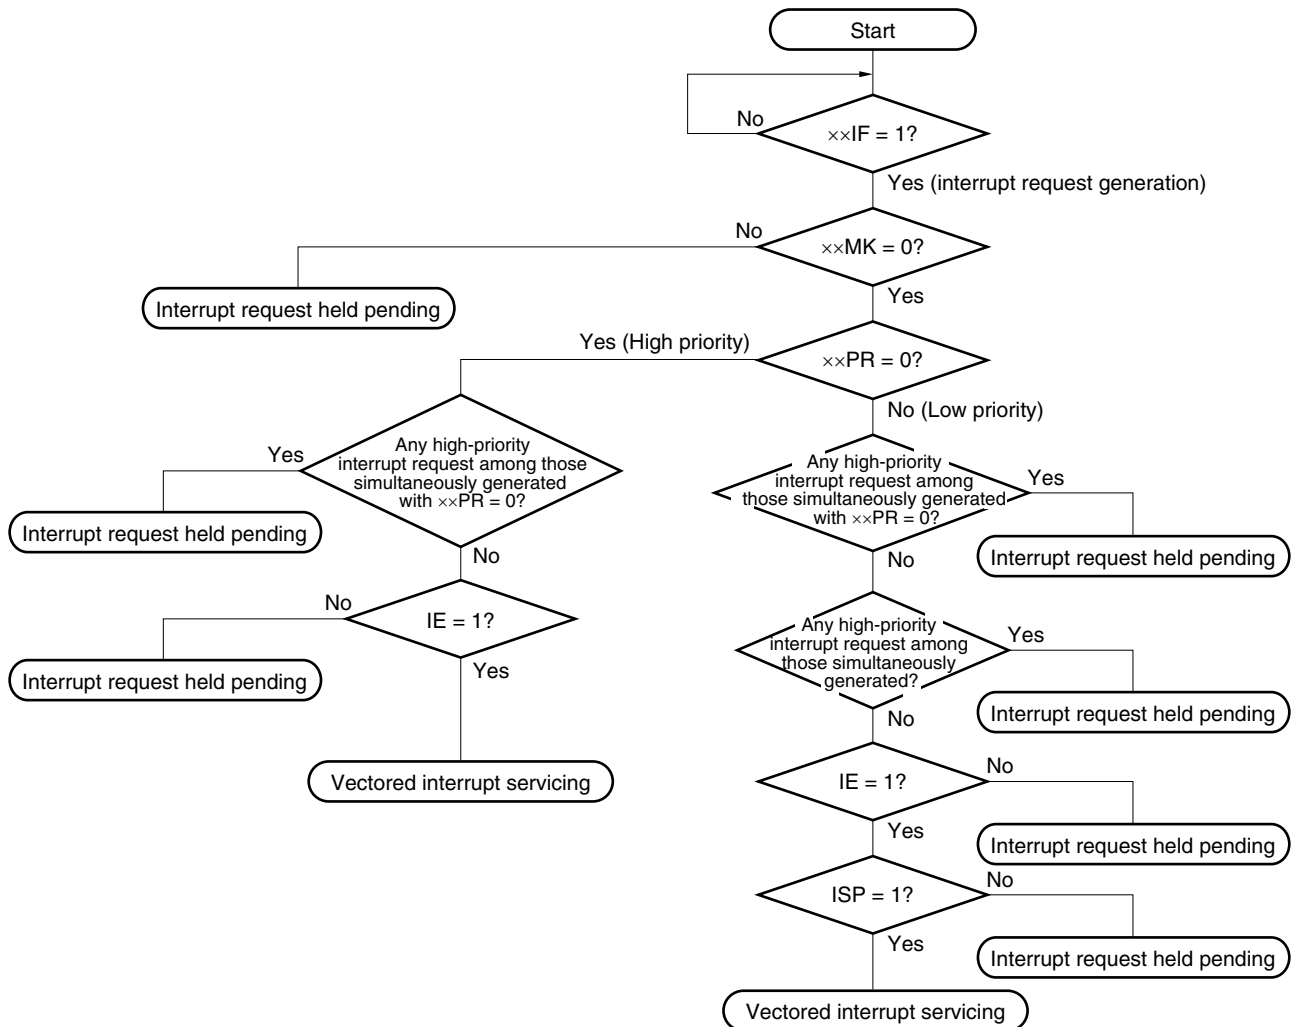 Start
No
××IF = 1?
Yes (interrupt request generation)
No
××MK = 0?
Interrupt request held pending
Yes
Yes (High priority)
××PR = 0?
No (Low priority)
Yes
Any high-priority
interrupt request among those
simultaneously generated
with ××PR = 0?
Interrupt request held pending
No
Any high-priority
interrupt request among
those simultaneously generated
with ××PR = 0?
Yes
Interrupt request held pending
No
No
IE = 1?
Interrupt request held pending
Yes
Vectored interrupt servicing
Any high-priority
interrupt request among
those simultaneously
generated?
Yes
Interrupt request held pending
No
IE = 1?
No
Interrupt request held pending
Yes
ISP = 1?
No
Interrupt request held pending
Yes
Vectored interrupt servicing